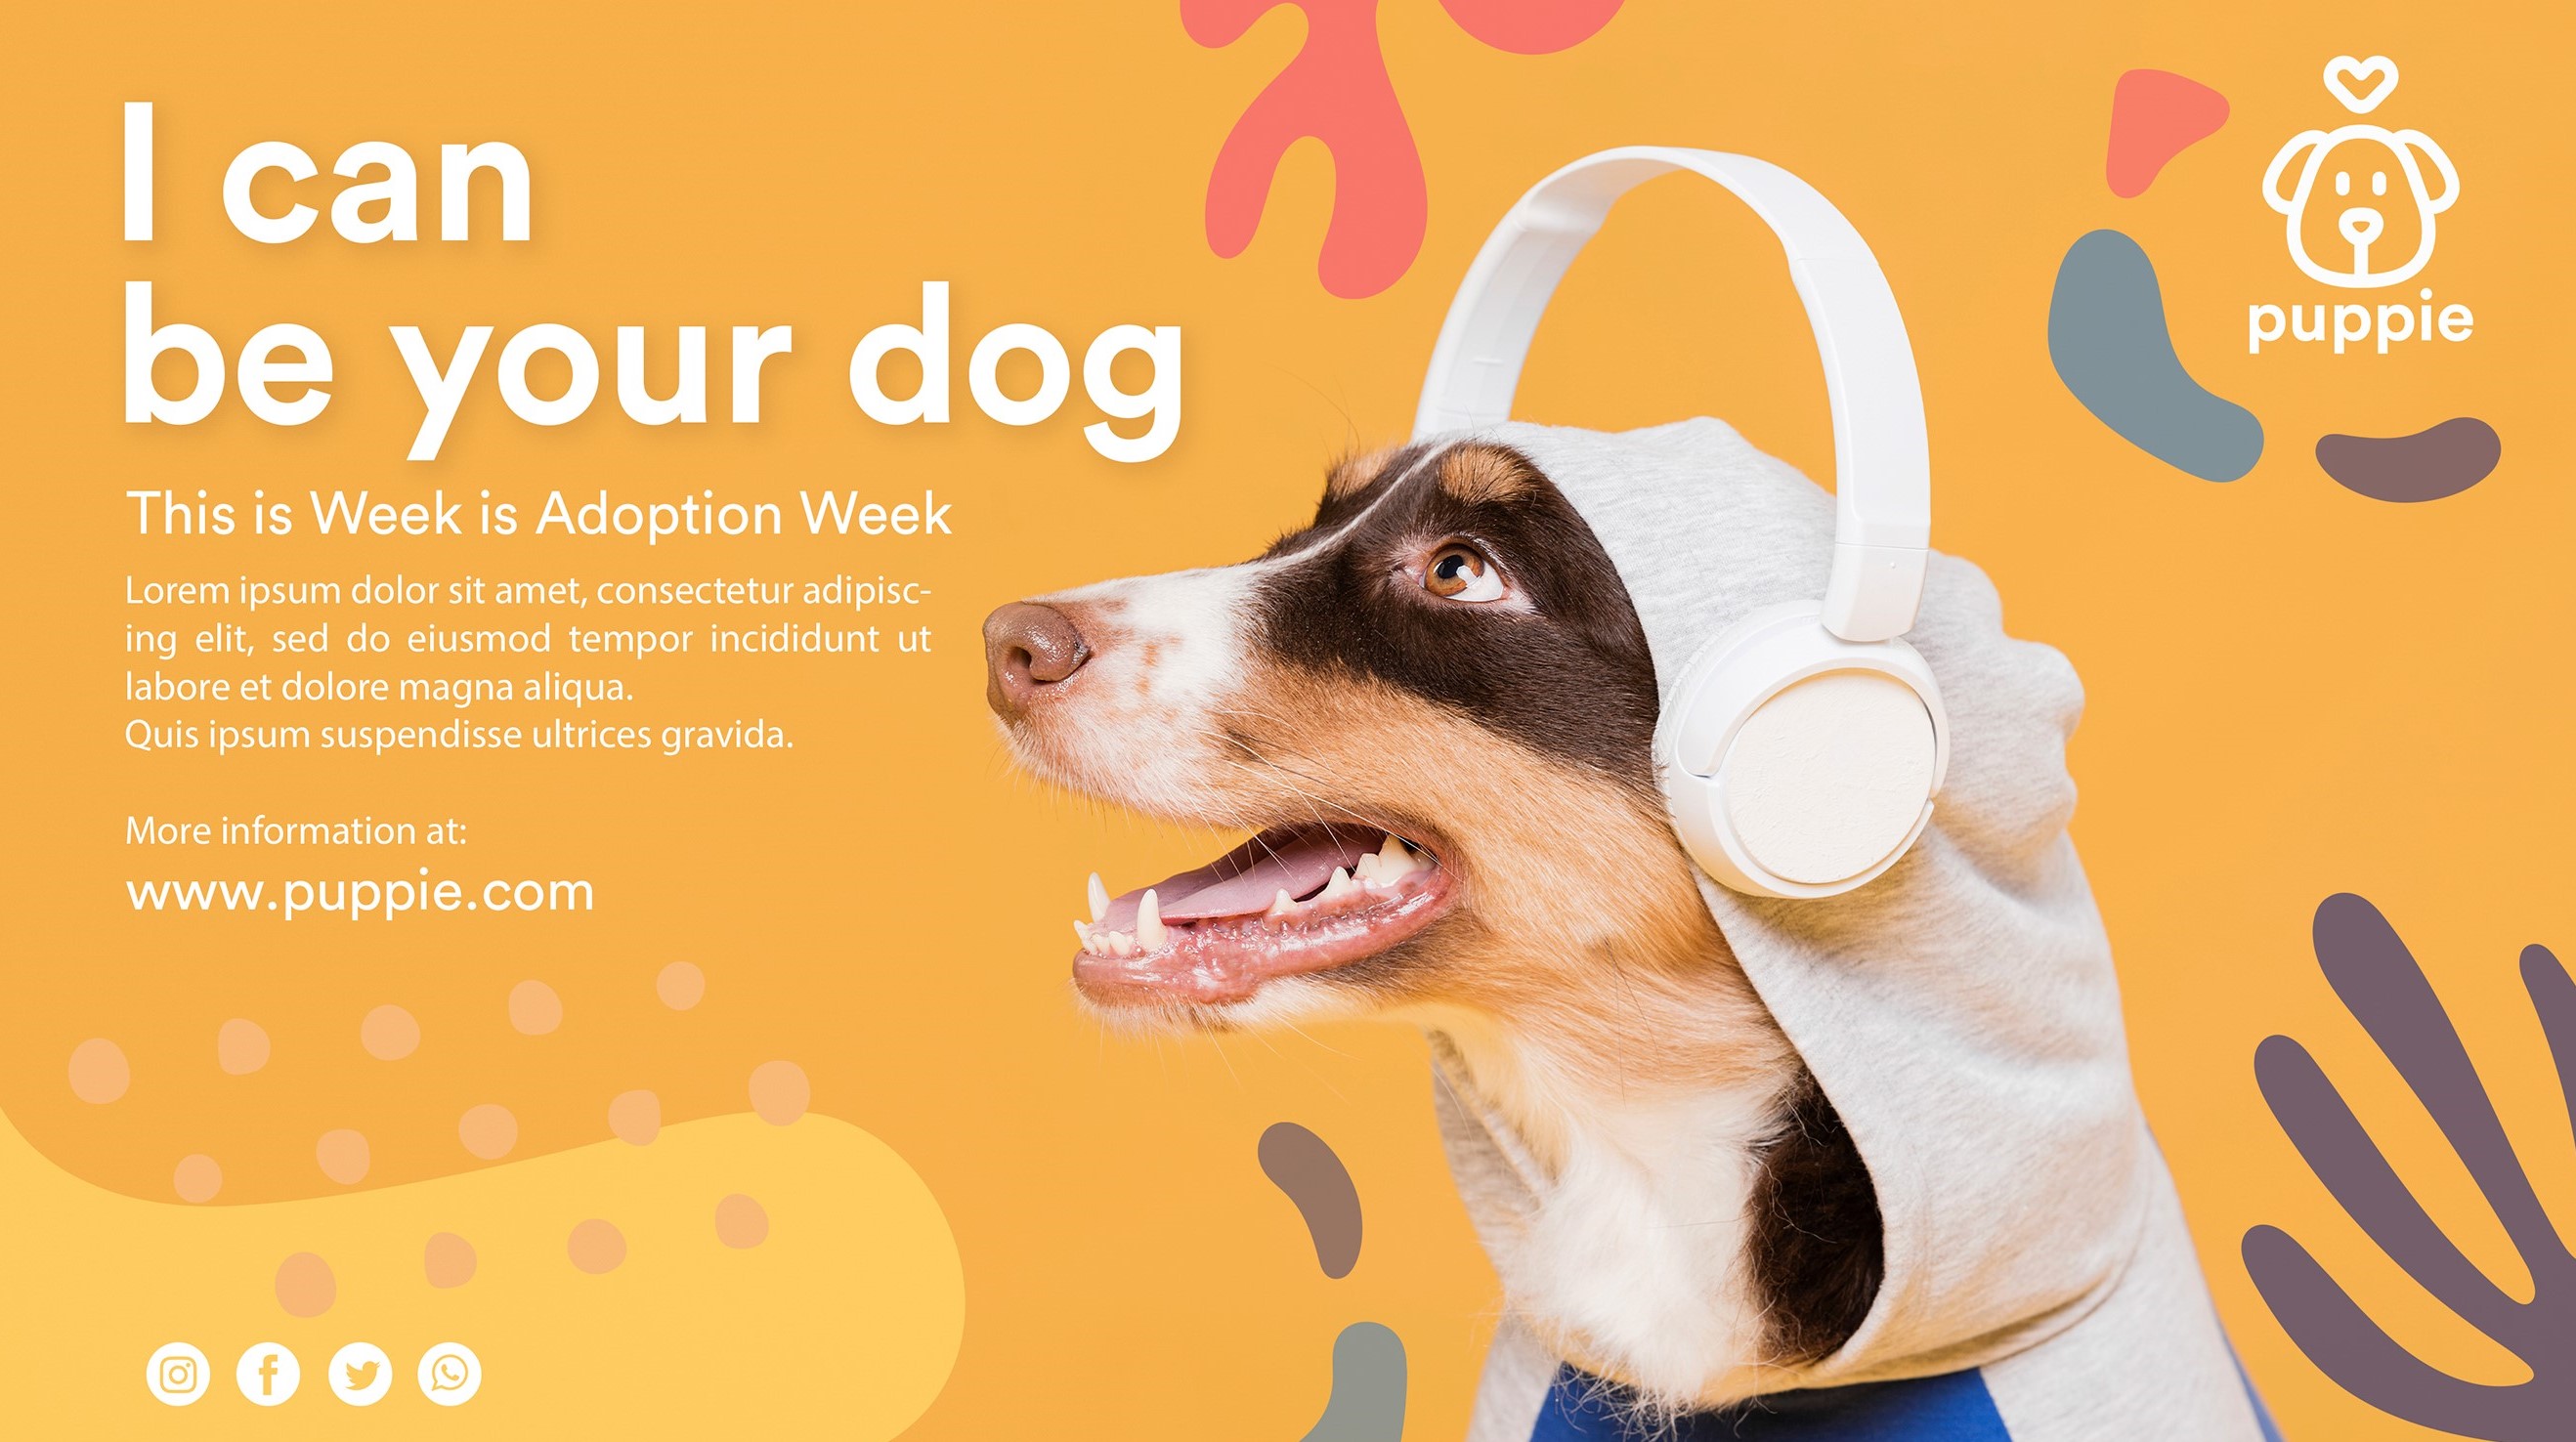 I can
be your dog
This is Week is Adoption Week
Lorem ipsum dolor sit amet, consectetur adipisc-
ing elit, sed do eiusmod tempor incididunt ut
labore et dolore magna aliqua.
Quis ipsum suspendisse ultrices gravida.
More information at:
www.puppie.com
puppie